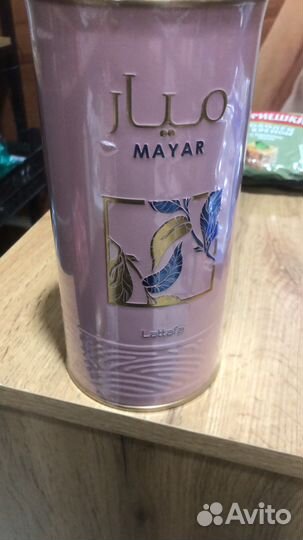 ميار
MAYAR
Lattafa
Avito